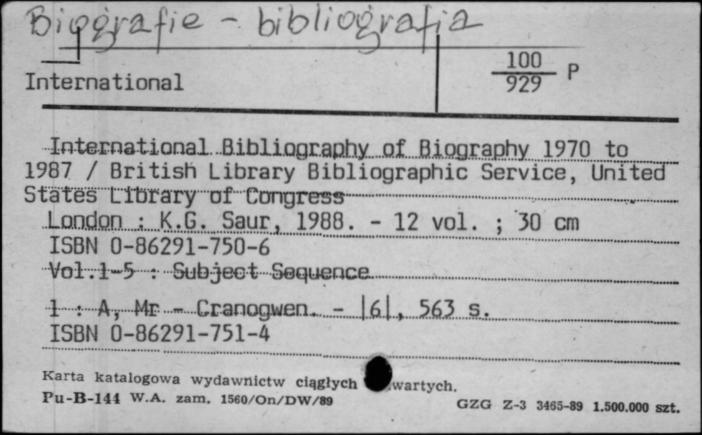 Biografie - bibliografia
100
929 P
International
International Bibliography of Biography 1970 to
1987 / British Library Bibliographic Service, United
States Library of Congress
London : K.G. Saur, 1988. - 12 vol. ; 30 cm
ISBN 0-86291-750-6
Vol.1-5 : Subject Sequence
1 : A, Mr - Cranogwen. - |6|, 563 s.
ISBN 0-86291-751-4
Karta katalogowa wydawnictw ciągłych wartych.
Pu-B-144 W.A. zam. 1560/On/DW/89
GZG Z-3 3465-89 1.500.000 szt.